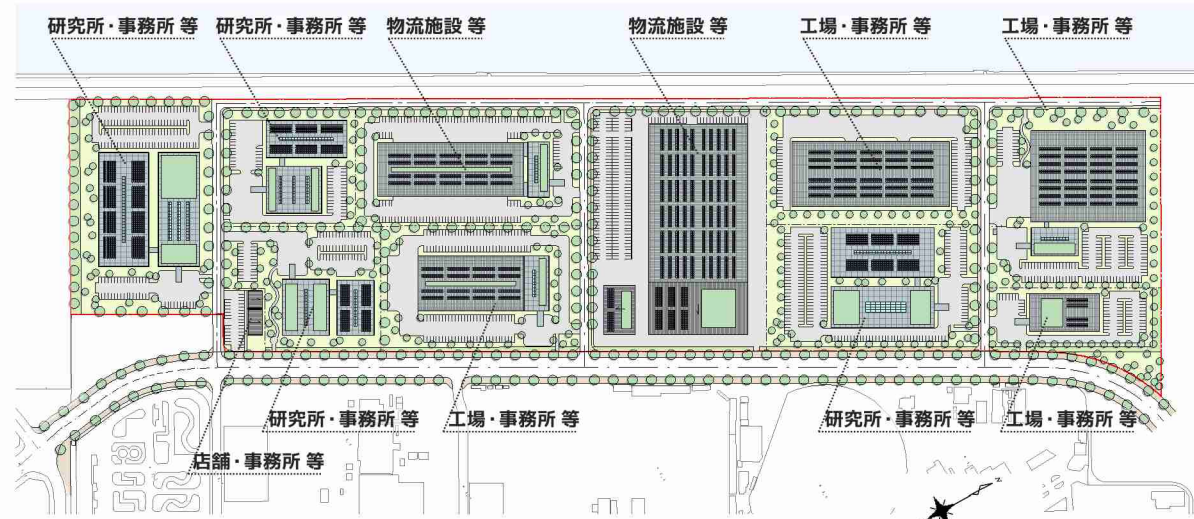 研究所・事務所 等
研究所・事務所 等
物流施設 等
物流施設 等
工場・事務所 等
工場・事務所 等
研究所・事務所 等
工場・事務所 等
研究所・事務所 等
工場・事務所 等
店舗・事務所 等
N